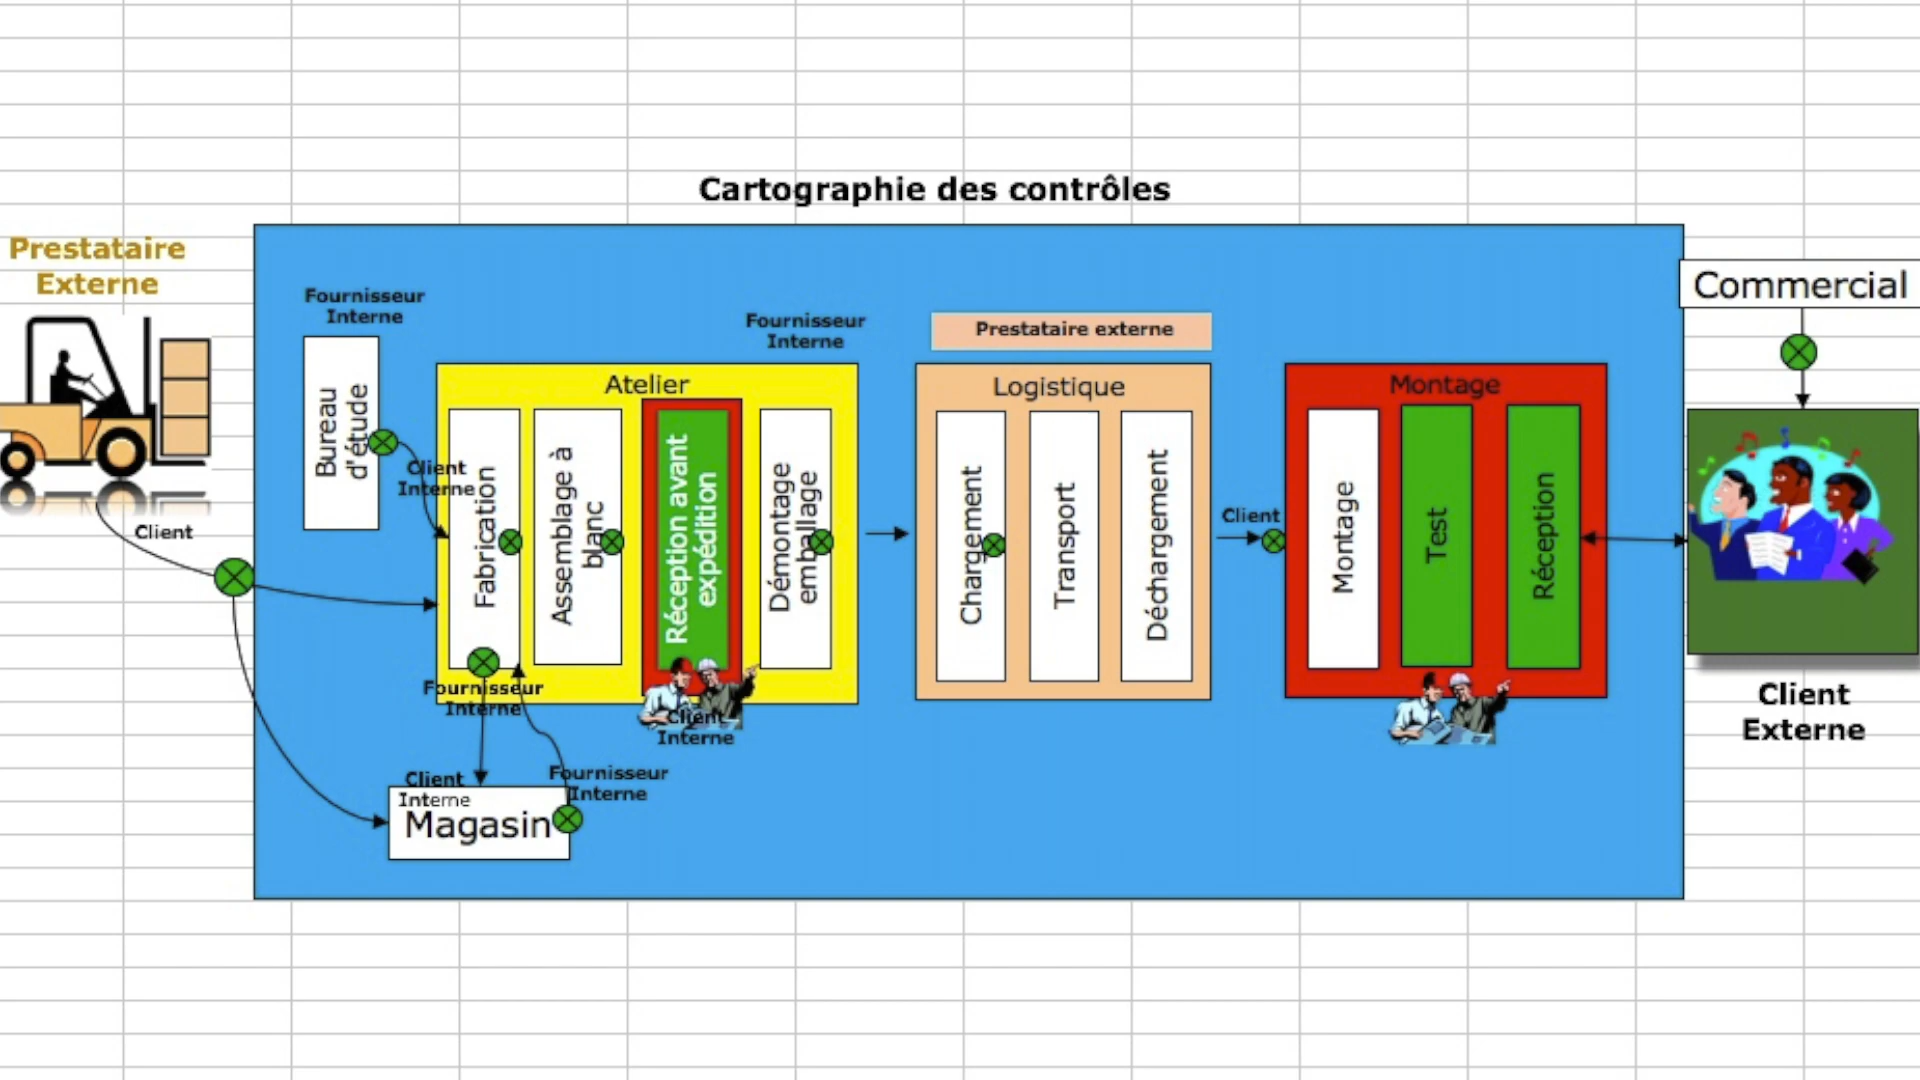 Cartographie des contrôles
Prestataire
Externe
Client
Fournisseur
Interne
Bureau
d'étude
Client
Interne
Fournisseur
Interne
Atelier
Fabrication
Assemblage à
blanc
Réception avant
expédition
Démontage
emballage
Fournisseur
Interne
Client
Interne
Client
Interne
Magasin
Fournisseur
Interne
Prestataire externe
Logistique
Chargement
Transport
Déchargement
Client
Montage
Montage
Test
Réception
Commercial
Client
Externe